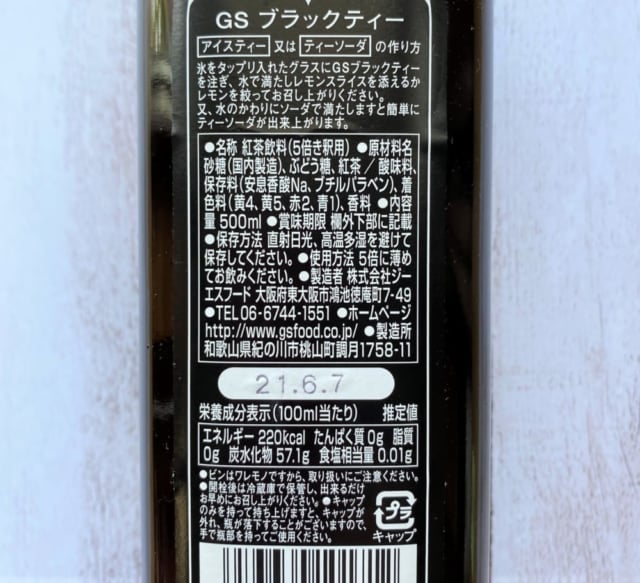 GS ブラックティー
アイスティー 又は ティーソーダ の作り方
氷をタップリ入れたグラスにGSブラックティー
を注ぎ、水で満たしレモンスライスを添えるか
レモンを絞ってお召し上がりください。
又、水のかわりにソーダで満たしますと簡単に
ティーソーダが出来上がります。
●名称 紅茶飲料(5倍き釈用) ●原材料名
砂糖(国内製造)、ぶどう糖、紅茶／酸味料、
保存料(安息香酸Na、ブチルパラベン)、着
色料(黄4、黄5、赤2、青1)、香料 ●内容
量 500ml ●賞味期限 欄外下部に記載
●保存方法 直射日光、高温多湿を避けて
保存してください。●使用方法 5倍に薄め
てお飲みください。●製造者 株式会社ジー
エスフード 大阪府東大阪市鴻池徳庵町7-49
●TEL 06-6744-1551 ●ホームページ
http://www.gsfood.co.jp/ ●製造所
和歌山県紀の川市桃山町調月1758-11
21.6.7
栄養成分表示(100ml当たり) 推定値
エネルギー 220kcal たんぱく質 0g 脂質
0g 炭水化物 57.1g 食塩相当量 0.01g
●ビンはワレモノですから、取り扱いにご注意ください。
●開栓後は冷蔵庫で保管し、出来るだけ
お早めにお召し上がりください。●キャップ
のみを持って持ち上げますと、キャップが
外れ、瓶が落下することがございますので、
手で瓶部を持ってご使用ください。
プラ
キャップ